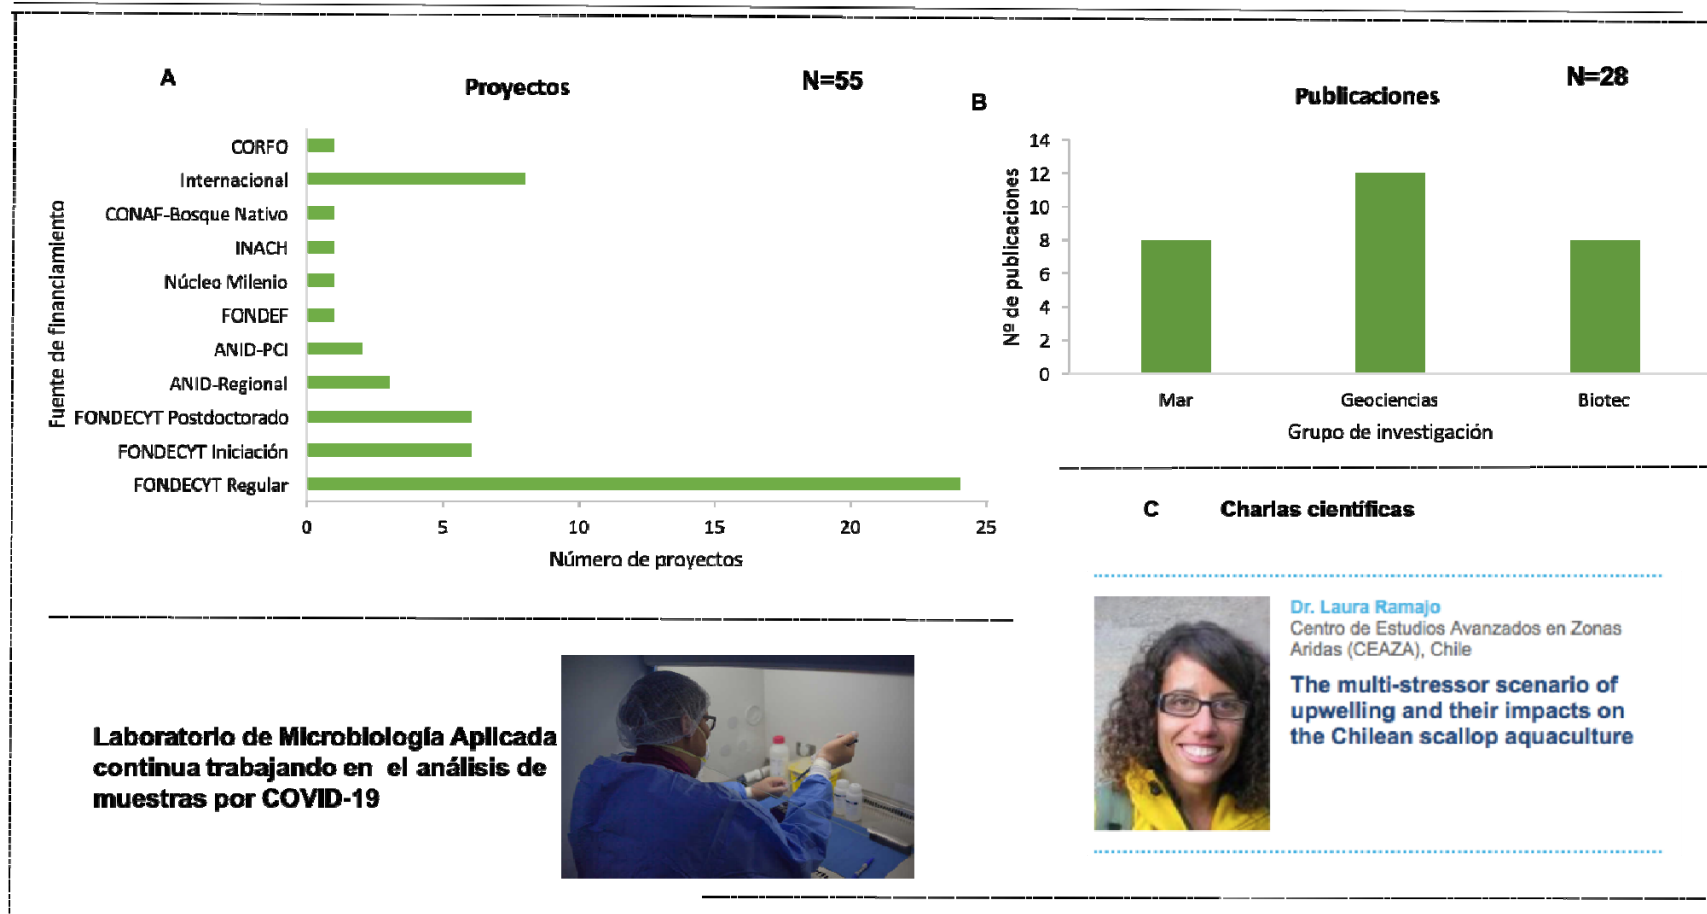 A
Proyectos
N=55
Fuente de financiamiento
CORFO
Internacional
CONAF-Bosque Nativo
INACH
Núcleo Milenio
FONDEF
ANID-PCI
ANID-Regional
FONDECYT Postdoctorado
FONDECYT Iniciación
FONDECYT Regular
0 5 10 15 20 25
Número de proyectos
B
Publicaciones
N=28
Nº de publicaciones
14
12
10
8
6
4
2
0
Mar Geociencias Biotec
Grupo de investigación
C Charlas científicas
Dr. Laura Ramajo
Centro de Estudios Avanzados en Zonas
Aridas (CEAZA), Chile
The multi-stressor scenario of
upwelling and their impacts on
the Chilean scallop aquaculture
Laboratorio de Microbiología Aplicada
continua trabajando en el análisis de
muestras por COVID-19